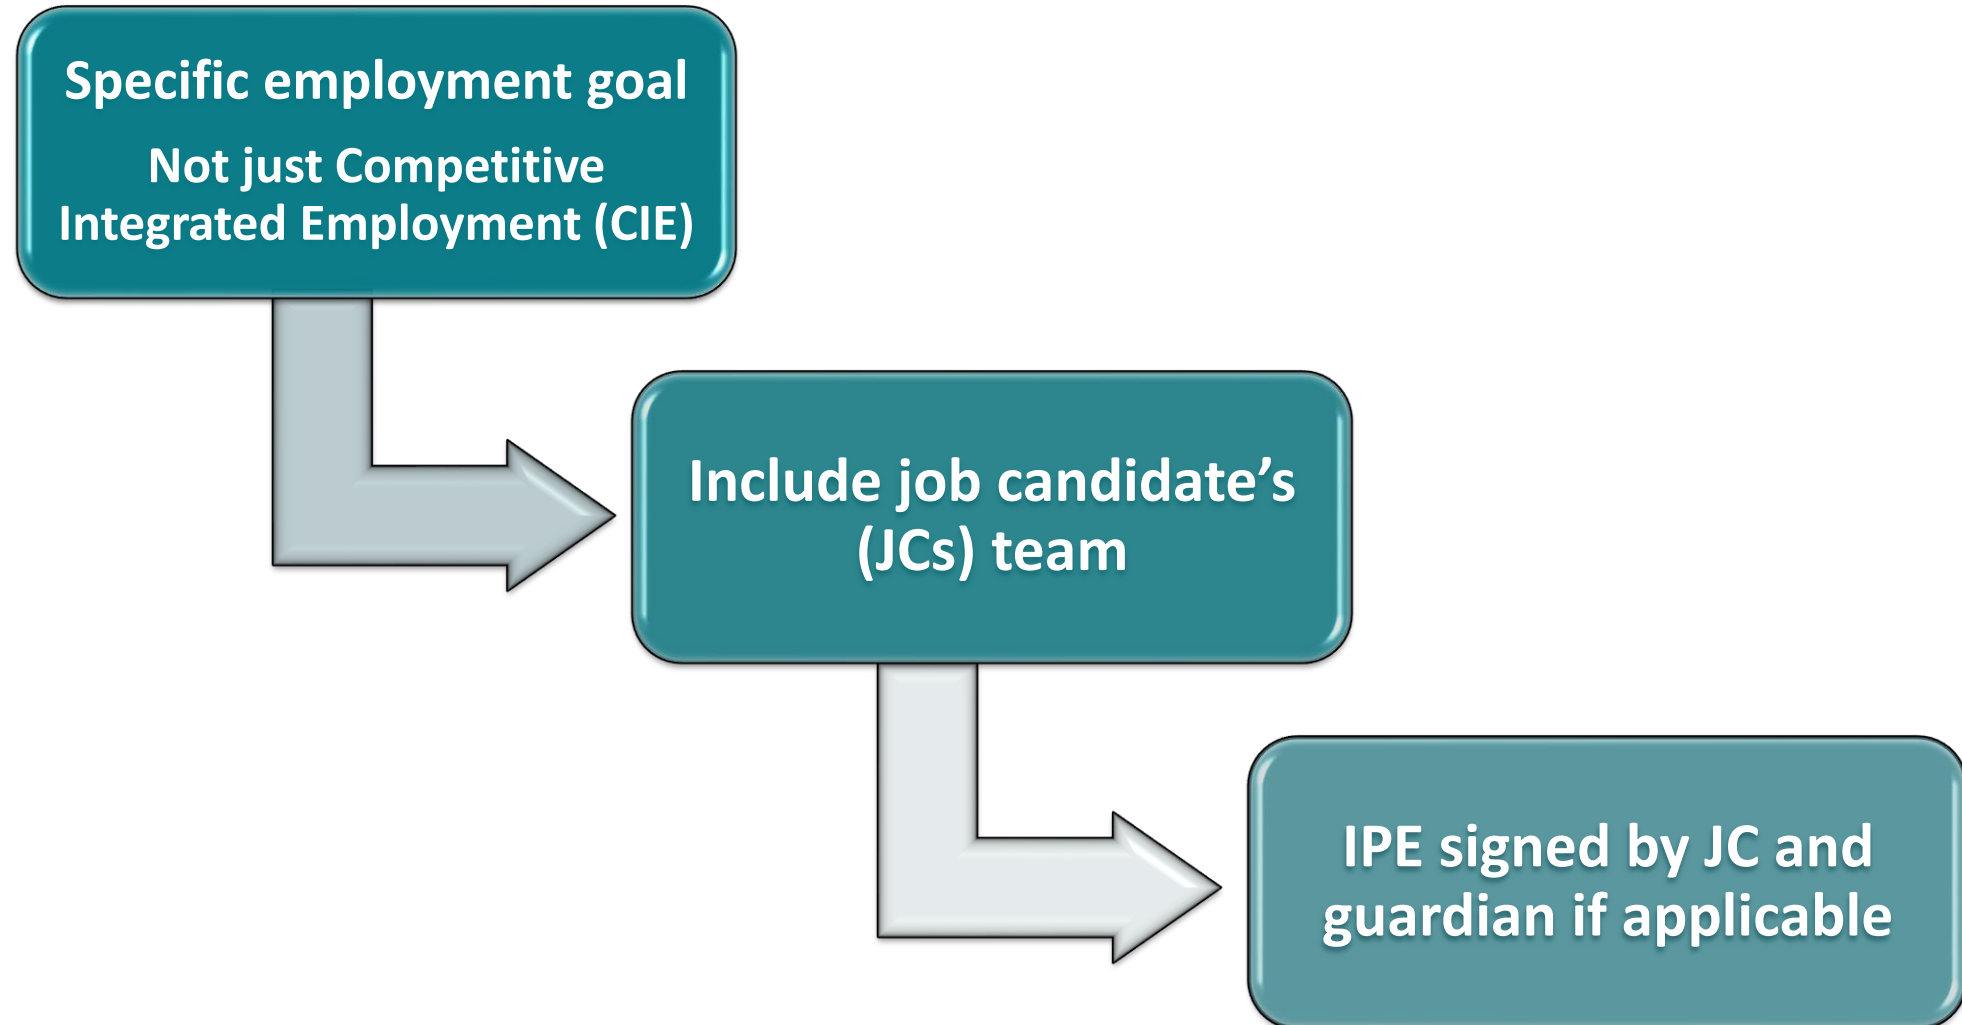 Specific employment goal
Not just Competitive
Integrated Employment (CIE)
Include job candidate’s
(JCs) team
IPE signed by JC and
guardian if applicable